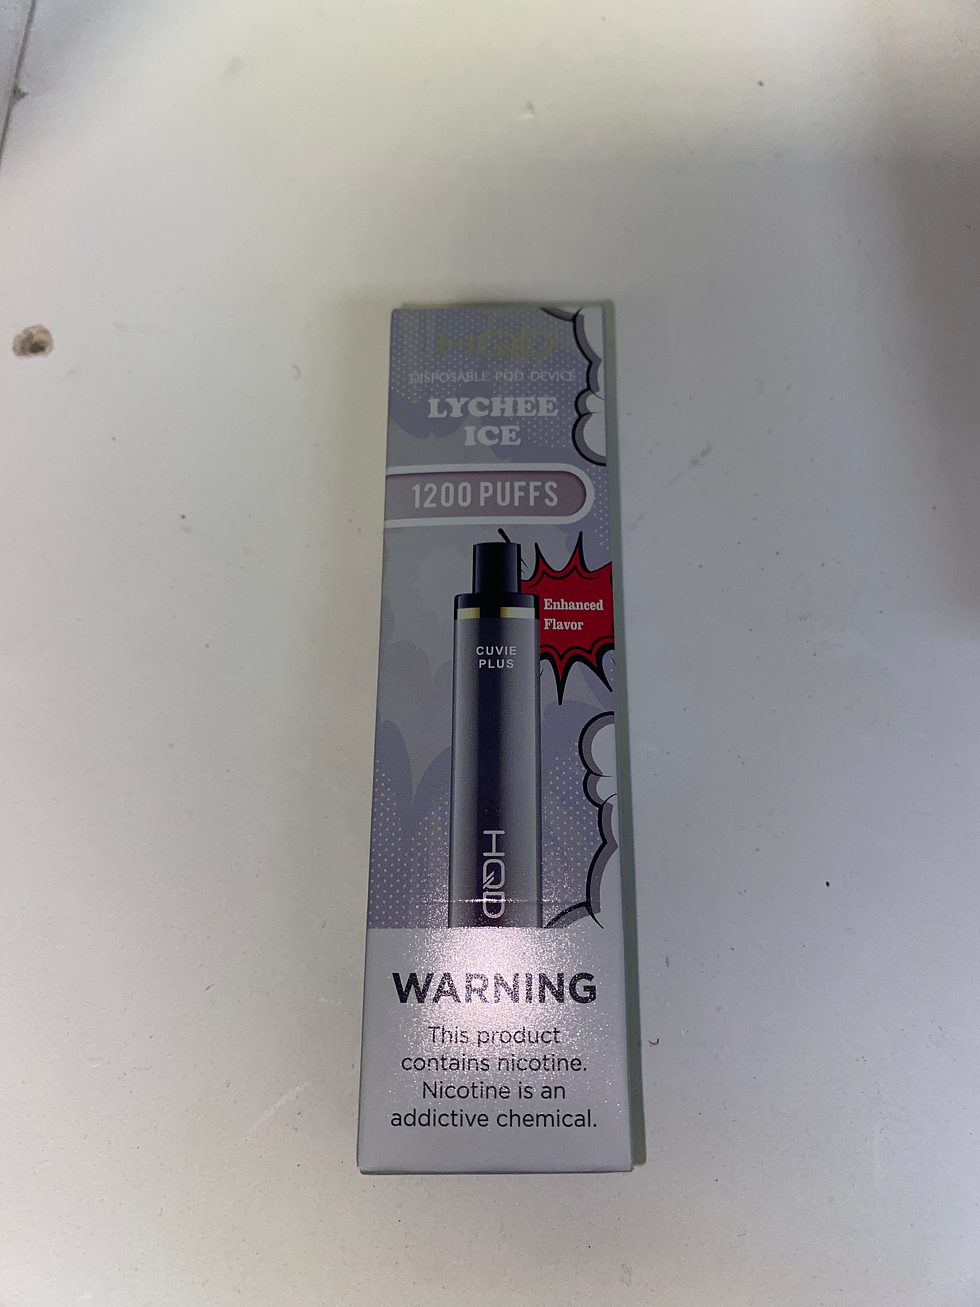 HQD
DISPOSABLE POD DEVICE
LYCHEE
ICE
1200 PUFFS
Enhanced
Flavor
CUVIE
PLUS
HQD
WARNING
This product
contains nicotine.
Nicotine is an
addictive chemical.